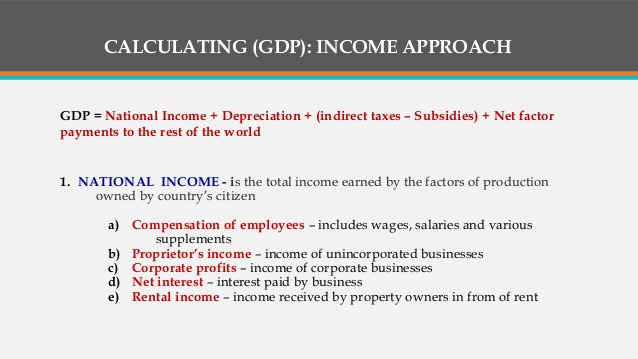 CALCULATING (GDP): INCOME APPROACH
GDP = National Income + Depreciation + (indirect taxes – Subsidies) + Net factor
payments to the rest of the world
1. NATIONAL INCOME - is the total income earned by the factors of production
owned by country's citizen
a) Compensation of employees – includes wages, salaries and various
supplements
b) Proprietor's income – income of unincorporated businesses
c) Corporate profits – income of corporate businesses
d) Net interest – interest paid by business
e) Rental income – income received by property owners in from of rent